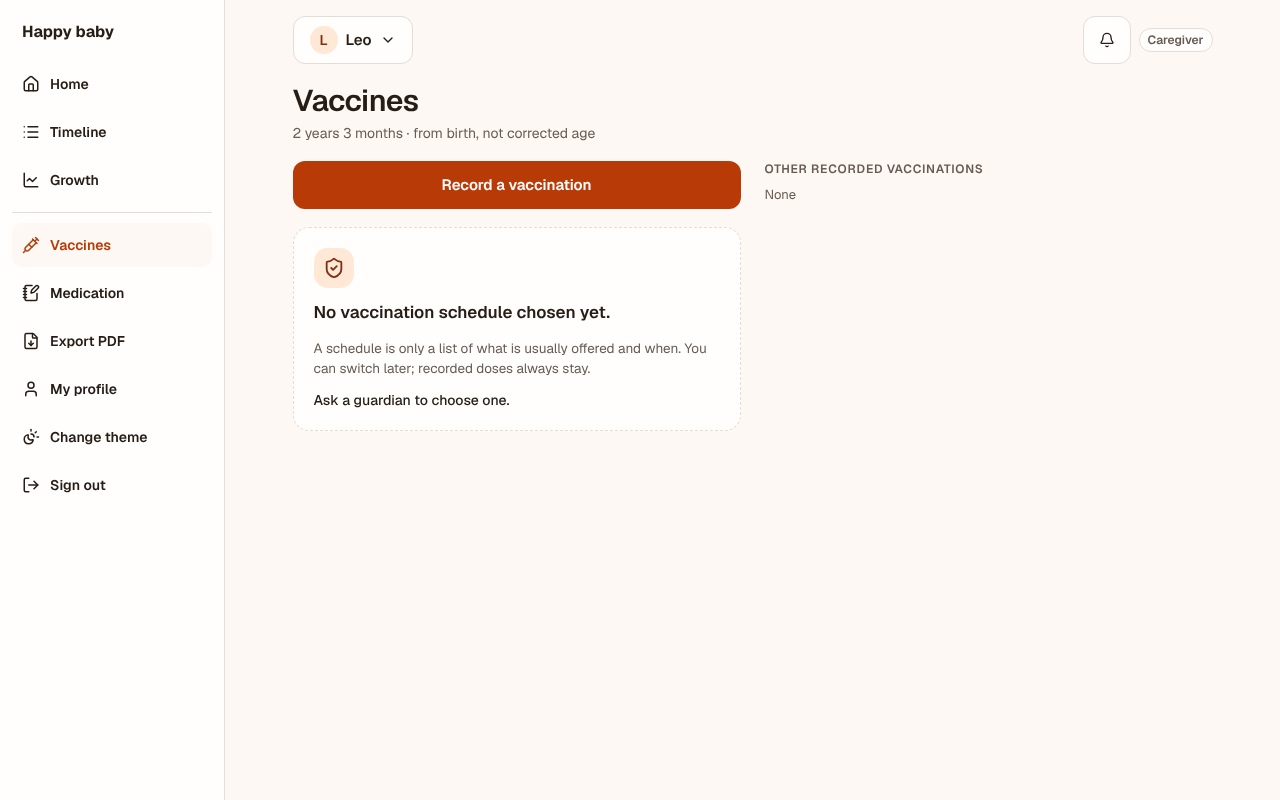 Happy baby
Home
Timeline
Growth
Vaccines
Medication
Export PDF
My profile
Change theme
Sign out
L
Leo
Caregiver
Vaccines
2 years 3 months · from birth, not corrected age
Record a vaccination
No vaccination schedule chosen yet.
A schedule is only a list of what is usually offered and when. You
can switch later; recorded doses always stay.
Ask a guardian to choose one.
OTHER RECORDED VACCINATIONS
None